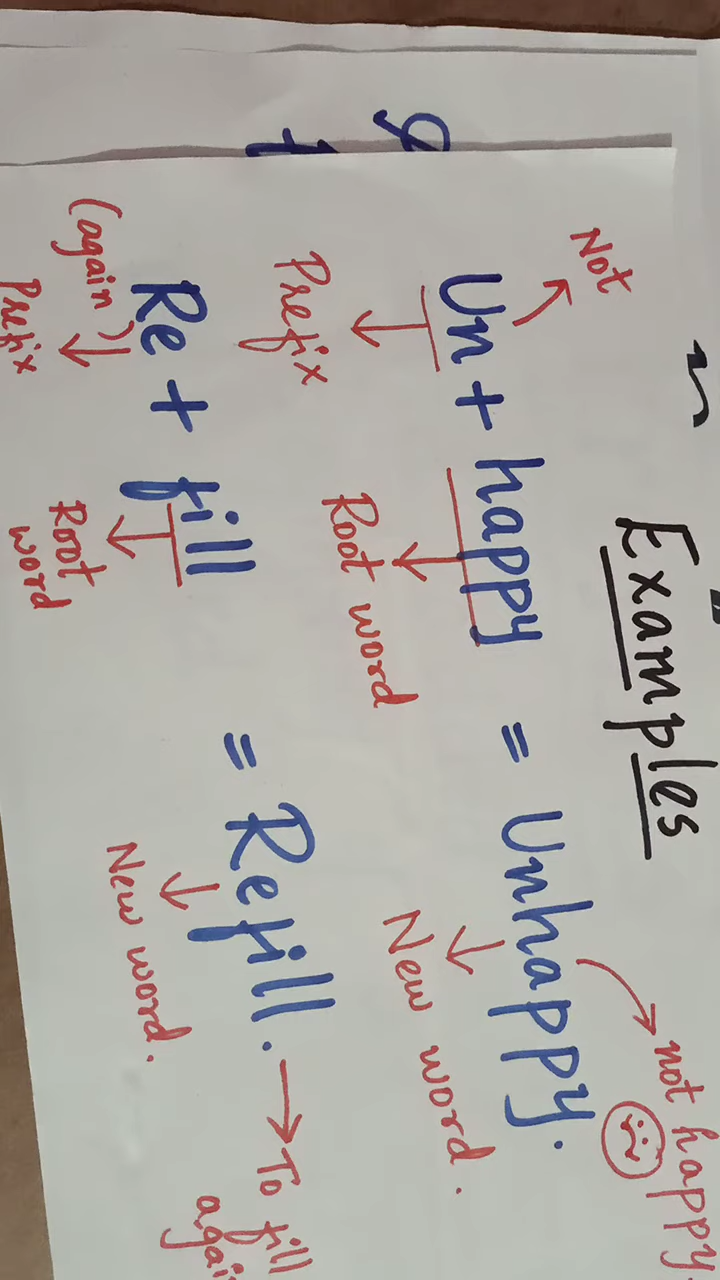 Examples
Not
not happy.
Un + happy = Unhappy.
Prefix
Root word
New word.
(again)
Re + fill = Refill. → To fill
again
Prefix
Root
word
New word.